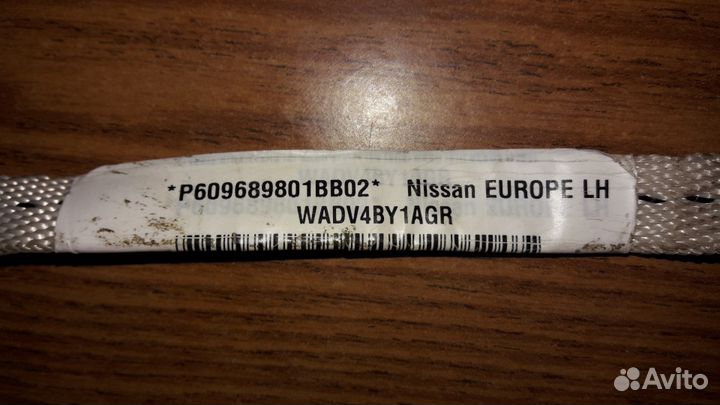 *P609689801BB02* Nissan EUROPE LH
WADV4BY1AGR
Avito